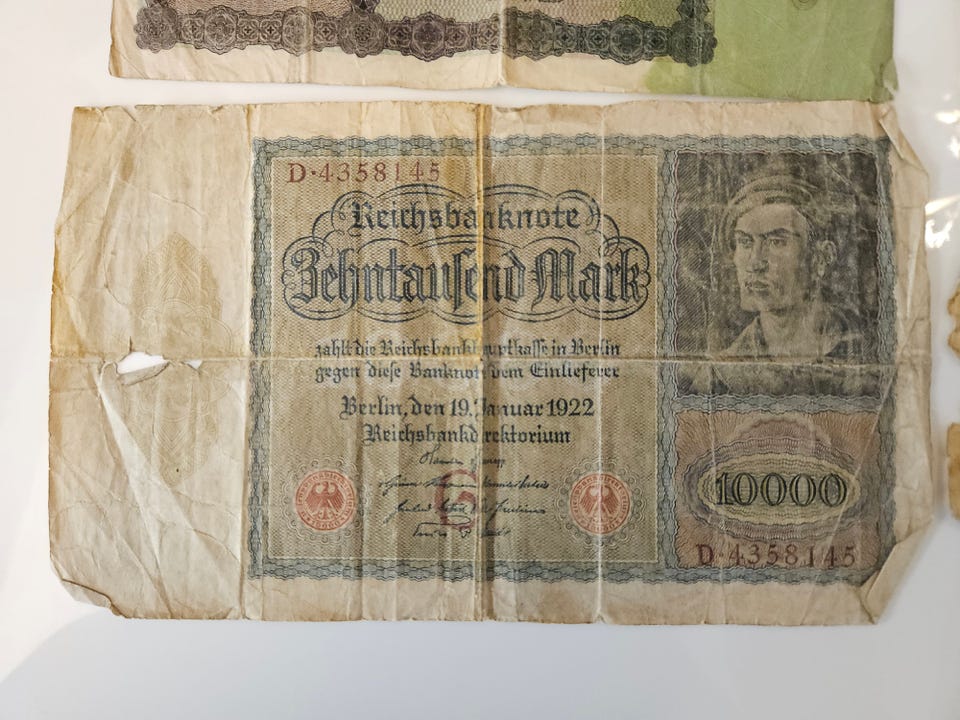 D·4358145
Reichsbanknote
Zehntausend Mark
zahlt die Reichsbankhauptkasse in Berlin
gegen diese Banknote dem Einlieferer
Berlin, den 19. Januar 1922
Reichsbankdirektorium
G
10000
D·4358145